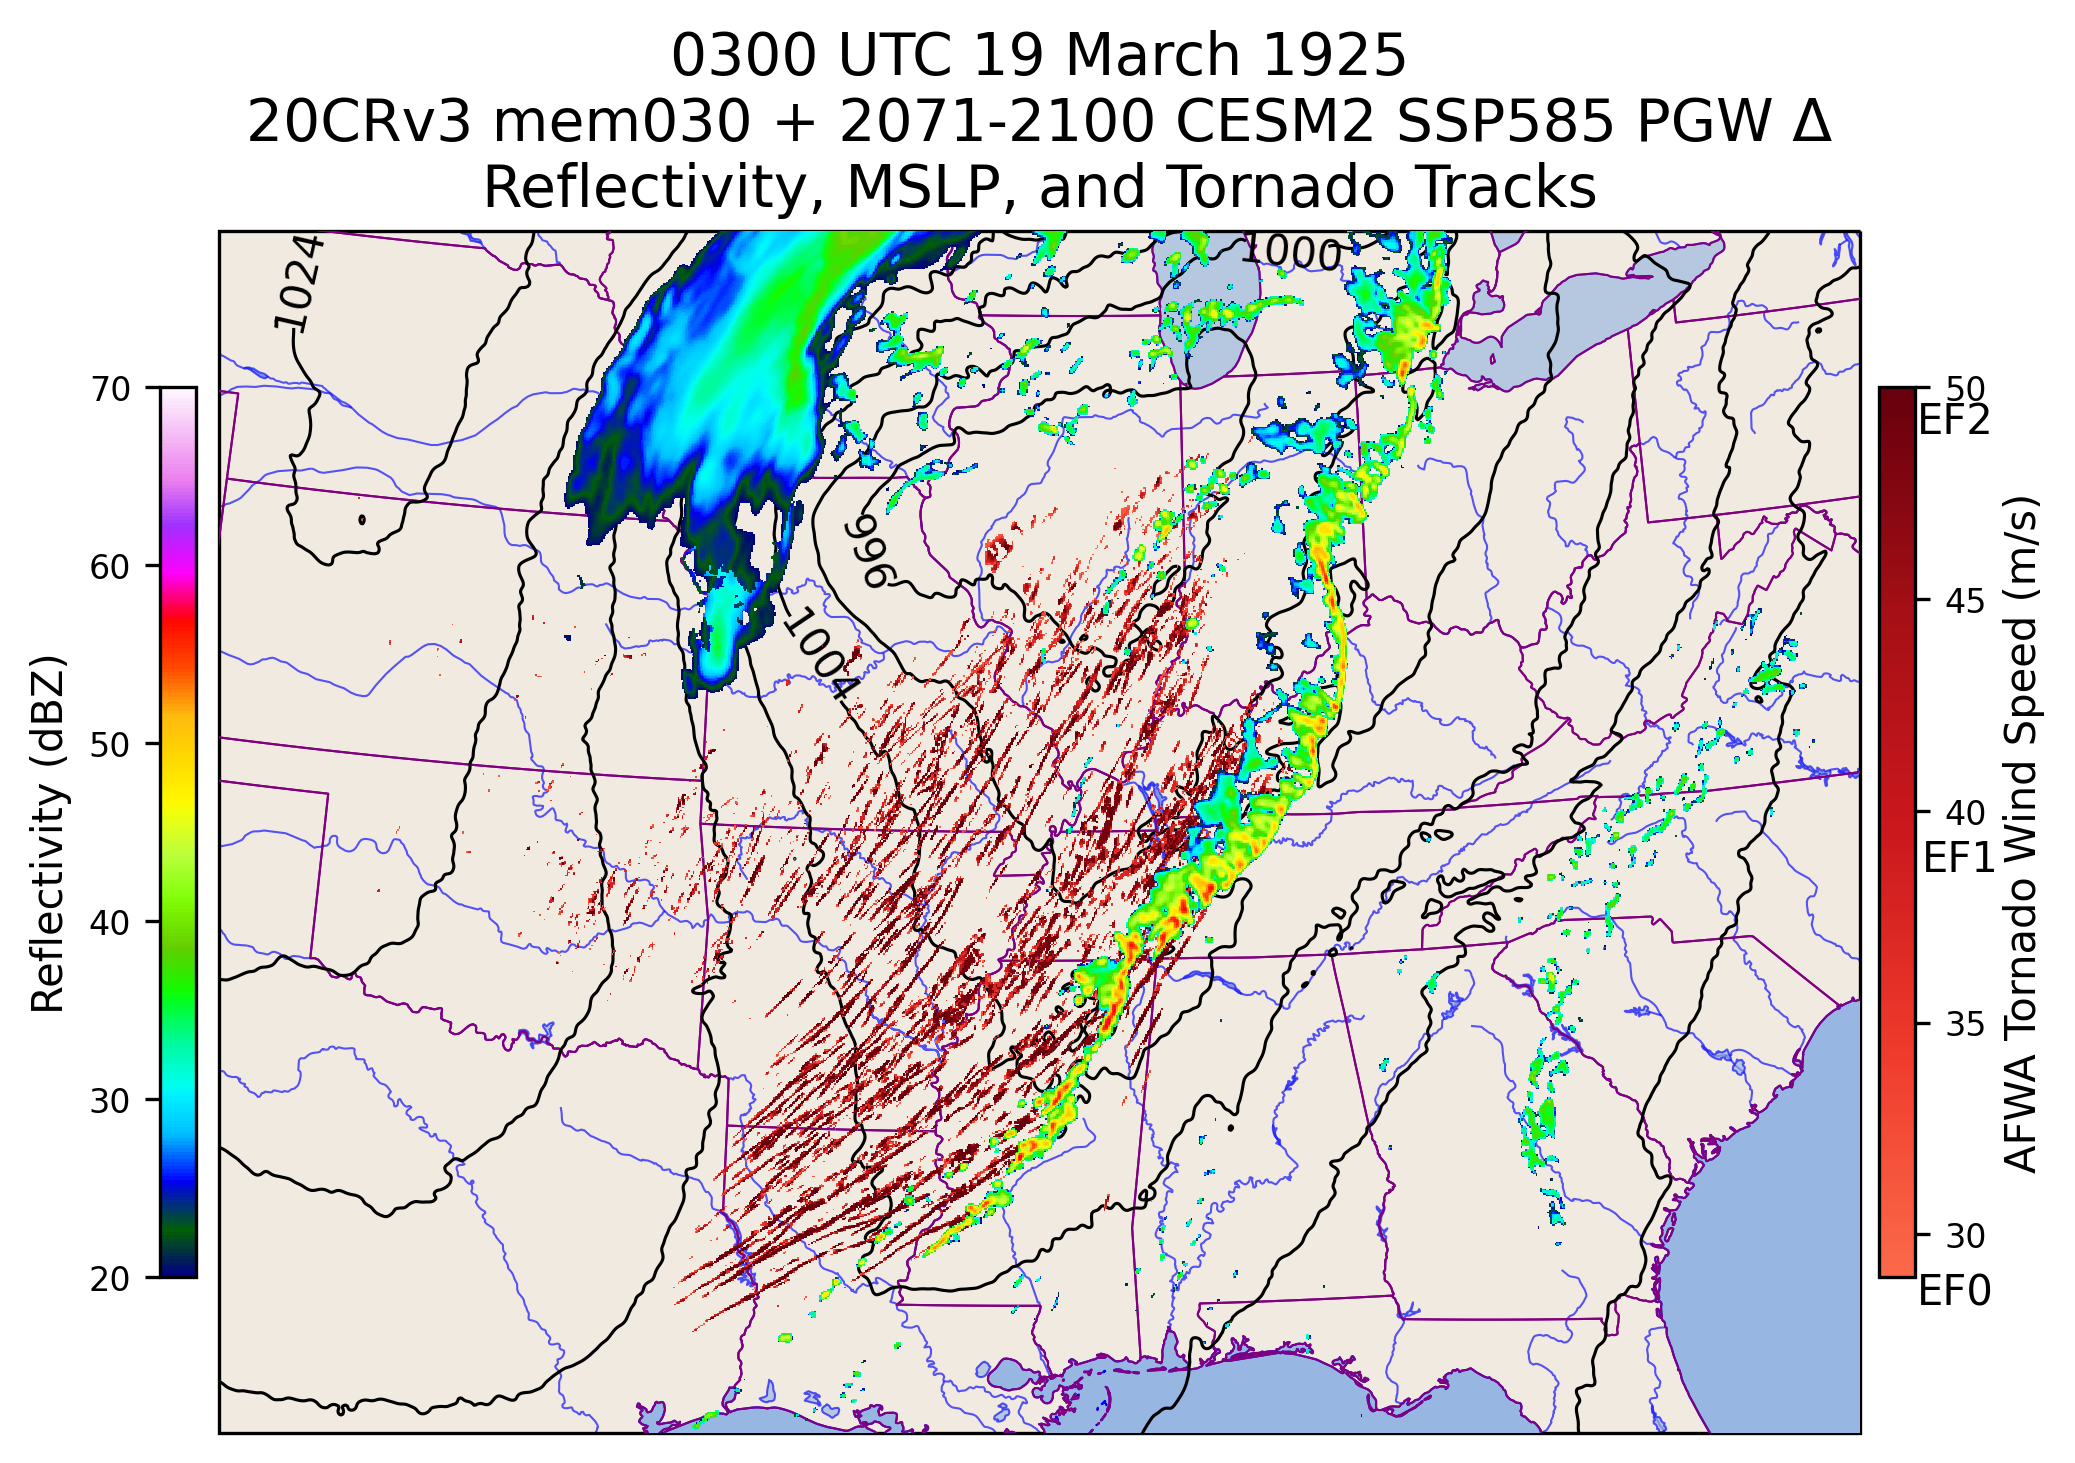 0300 UTC 19 March 1925
20CRv3 mem030 + 2071-2100 CESM2 SSP585 PGW Δ
Reflectivity, MSLP, and Tornado Tracks
1024
1000
996
1004
Reflectivity (dBZ)
70
60
50
40
30
20
50
EF2
45
40
EF1
35
30
EF0
AFWA Tornado Wind Speed (m/s)